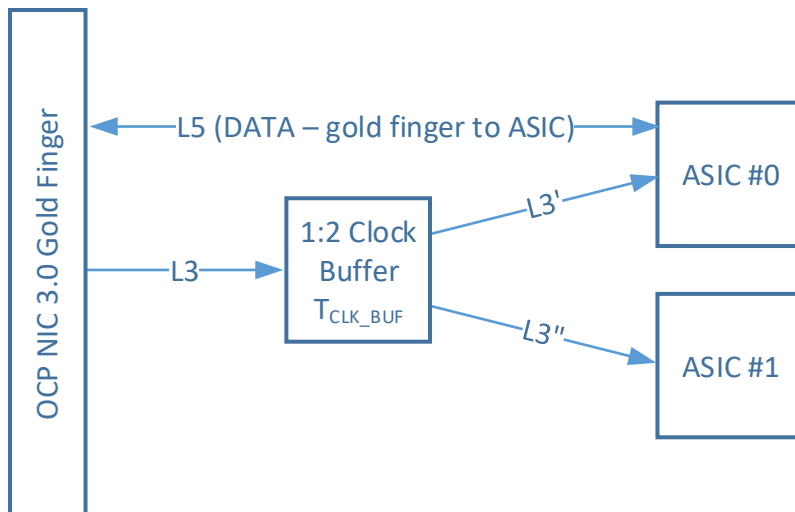 OCP NIC 3.0 Gold Finger
L5 (DATA – gold finger to ASIC)
ASIC #0
L3'
1:2 Clock
Buffer
T_CLK_BUF
L3
L3"
ASIC #1